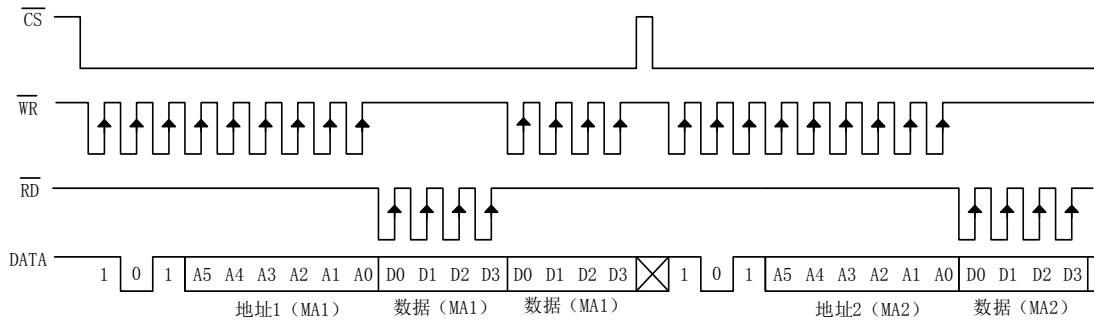 CS
WR
RD
DATA 1 0 1 A5 A4 A3 A2 A1 A0 D0 D1 D2 D3 D0 D1 D2 D3 1 0 1 A5 A4 A3 A2 A1 A0 D0 D1 D2 D3
地址1（MA1） 数据（MA1） 数据（MA1） 地址2（MA2） 数据（MA2）